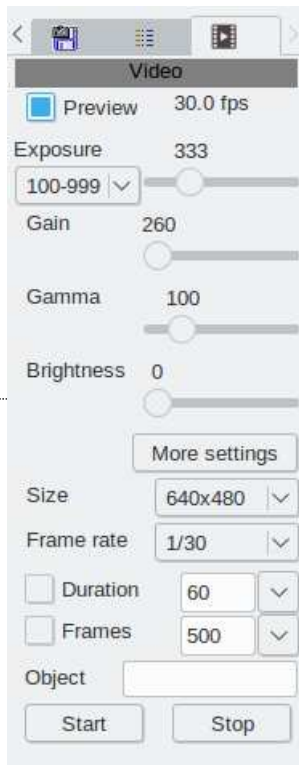 Video
Preview 30.0 fps
Exposure 333
100-999
Gain 260
Gamma 100
Brightness 0
More settings
Size 640x480
Frame rate 1/30
Duration 60
Frames 500
Object
Start Stop